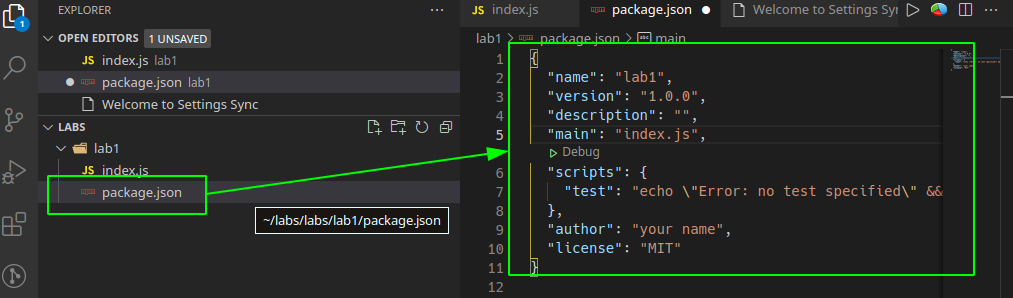 EXPLORER
1
OPEN EDITORS 1 UNSAVED
JS index.js lab1
package.json lab1
Welcome to Settings Sync
LABS
lab1
JS index.js
package.json
~/labs/labs/lab1/package.json
JS index.js package.json Welcome to Settings Syn
lab1 > package.json > abc main
1 {
2 "name": "lab1",
3 "version": "1.0.0",
4 "description": "",
5 "main": "index.js",
Debug
6 "scripts": {
7 "test": "echo \"Error: no test specified\" &&
8 },
9 "author": "your name",
10 "license": "MIT"
11 }
12